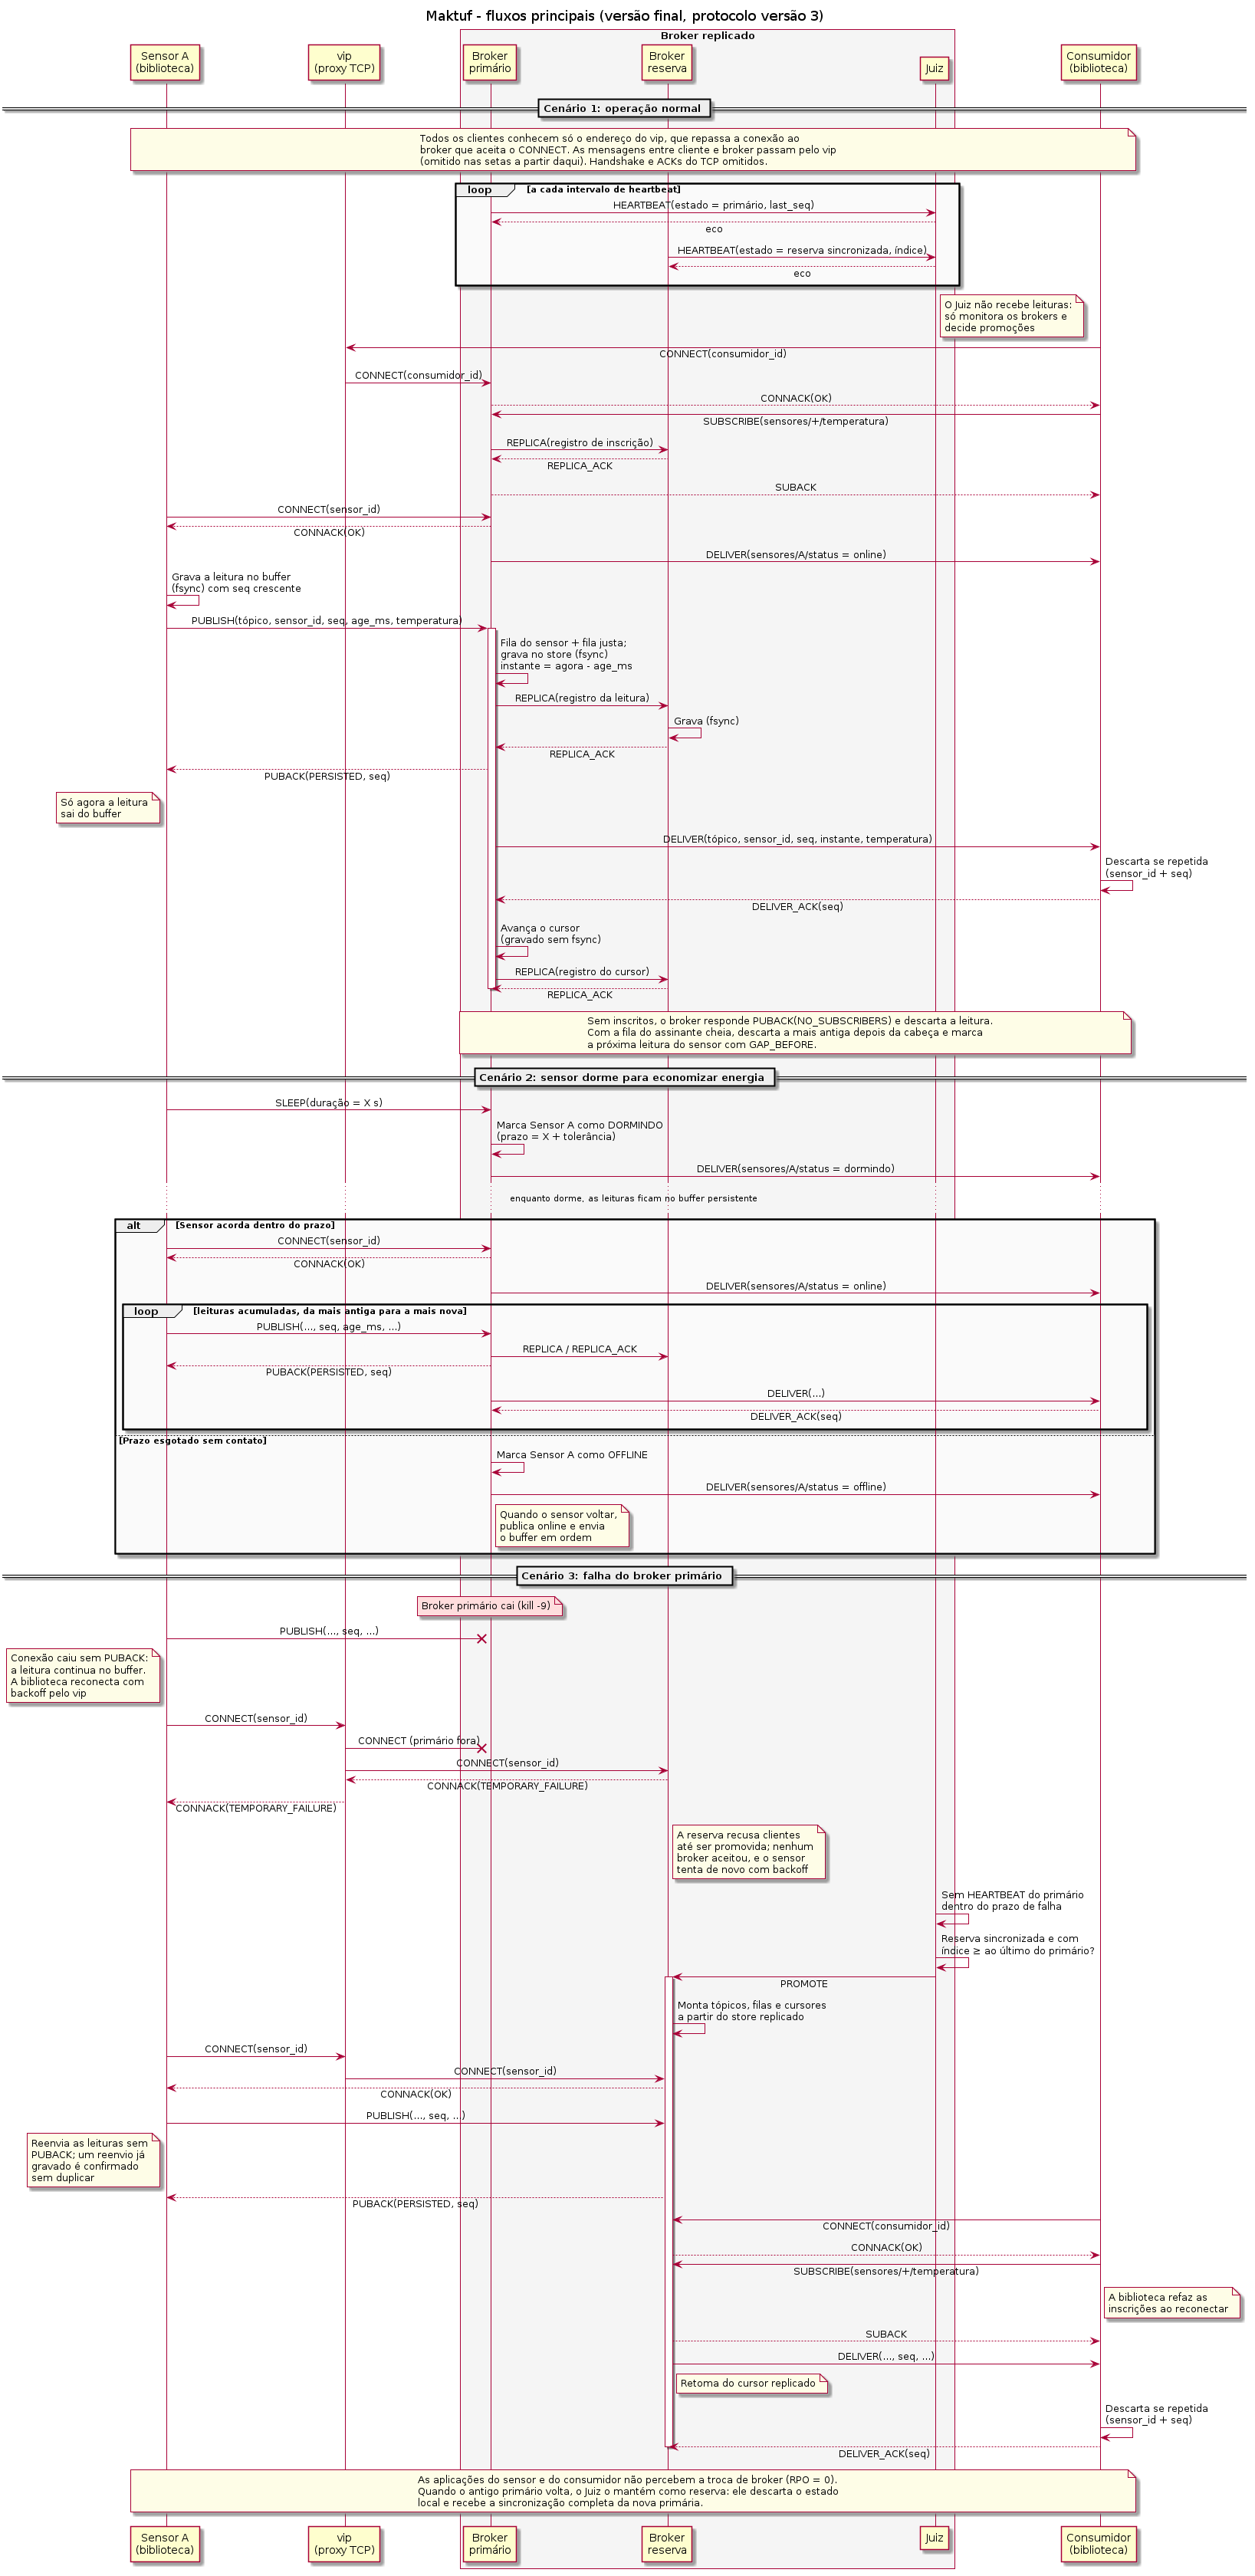 Maktuf - fluxos principais (versão final, protocolo versão 3)
Broker replicado
Sensor A
(biblioteca)
vip
(proxy TCP)
Broker
primário
Broker
reserva
Juiz
Consumidor
(biblioteca)
Cenário 1: operação normal
Todos os clientes conhecem só o endereço do vip, que repassa a conexão ao
broker que aceita o CONNECT. As mensagens entre cliente e broker passam pelo vip
(omitido nas setas a partir daqui). Handshake e ACKs do TCP omitidos.
loop [a cada intervalo de heartbeat]
HEARTBEAT(estado = primário, last_seq)
eco
HEARTBEAT(estado = reserva sincronizada, índice)
eco
O Juiz não recebe leituras:
só monitora os brokers e
decide promoções
CONNECT(consumidor_id)
CONNECT(consumidor_id)
CONNACK(OK)
SUBSCRIBE(sensores/+/temperatura)
REPLICA(registro de inscrição)
REPLICA_ACK
SUBACK
CONNECT(sensor_id)
CONNACK(OK)
DELIVER(sensores/A/status = online)
Grava a leitura no buffer
(fsync) com seq crescente
PUBLISH(tópico, sensor_id, seq, age_ms, temperatura)
Fila do sensor + fila justa;
grava no store (fsync)
instante = agora - age_ms
REPLICA(registro da leitura)
Grava (fsync)
REPLICA_ACK
PUBACK(PERSISTED, seq)
Só agora a leitura
sai do buffer
DELIVER(tópico, sensor_id, seq, instante, temperatura)
Descarta se repetida
(sensor_id + seq)
DELIVER_ACK(seq)
Avança o cursor
(gravado sem fsync)
REPLICA(registro do cursor)
REPLICA_ACK
Sem inscritos, o broker responde PUBACK(NO_SUBSCRIBERS) e descarta a leitura.
Com a fila do assinante cheia, descarta a mais antiga depois da cabeça e marca
a próxima leitura do sensor com GAP_BEFORE.
Cenário 2: sensor dorme para economizar energia
SLEEP(duração = X s)
Marca Sensor A como DORMINDO
(prazo = X + tolerância)
DELIVER(sensores/A/status = dormindo)
enquanto dorme, as leituras ficam no buffer persistente
alt [Sensor acorda dentro do prazo]
CONNECT(sensor_id)
CONNACK(OK)
DELIVER(sensores/A/status = online)
loop [leituras acumuladas, da mais antiga para a mais nova]
PUBLISH(..., seq, age_ms, ...)
REPLICA / REPLICA_ACK
PUBACK(PERSISTED, seq)
DELIVER(...)
DELIVER_ACK(seq)
[Prazo esgotado sem contato]
Marca Sensor A como OFFLINE
DELIVER(sensores/A/status = offline)
Quando o sensor voltar,
publica online e envia
o buffer em ordem
Cenário 3: falha do broker primário
Broker primário cai (kill -9)
PUBLISH(..., seq, ...)
Conexão caiu sem PUBACK:
a leitura continua no buffer.
A biblioteca reconecta com
backoff pelo vip
CONNECT(sensor_id)
CONNECT (primário fora)
CONNECT(sensor_id)
CONNACK(TEMPORARY_FAILURE)
CONNACK(TEMPORARY_FAILURE)
A reserva recusa clientes
até ser promovida; nenhum
broker aceitou, e o sensor
tenta de novo com backoff
Sem HEARTBEAT do primário
dentro do prazo de falha
Reserva sincronizada e com
índice ≥ ao último do primário?
PROMOTE
Monta tópicos, filas e cursores
a partir do store replicado
CONNECT(sensor_id)
CONNECT(sensor_id)
CONNACK(OK)
PUBLISH(..., seq, ...)
Reenvia as leituras sem
PUBACK; um reenvio já
gravado é confirmado
sem duplicar
PUBACK(PERSISTED, seq)
CONNECT(consumidor_id)
CONNACK(OK)
SUBSCRIBE(sensores/+/temperatura)
A biblioteca refaz as
inscrições ao reconectar
SUBACK
DELIVER(..., seq, ...)
Retoma do cursor replicado
Descarta se repetida
(sensor_id + seq)
DELIVER_ACK(seq)
As aplicações do sensor e do consumidor não percebem a troca de broker (RPO = 0).
Quando o antigo primário volta, o Juiz o mantém como reserva: ele descarta o estado
local e recebe a sincronização completa da nova primária.
Sensor A
(biblioteca)
vip
(proxy TCP)
Broker
primário
Broker
reserva
Juiz
Consumidor
(biblioteca)